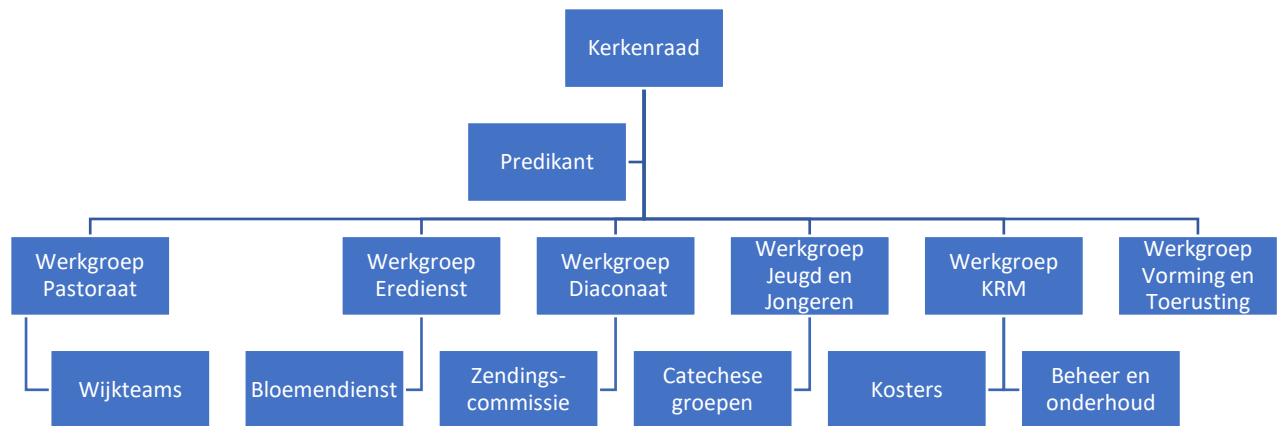 Kerkenraad
Predikant
Werkgroep
Pastoraat
Werkgroep
Eredienst
Werkgroep
Diaconaat
Werkgroep
Jeugd en
Jongeren
Werkgroep
KRM
Werkgroep
Vorming en
Toerusting
Wijkteams
Bloemendienst
Zendings-
commissie
Catechese
groepen
Kosters
Beheer en
onderhoud